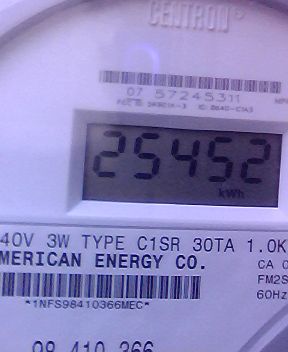 CENTRON
07 57245311
25452
kWh
40V 3W TYPE C1SR 30TA 1.0K
MERICAN ENERGY CO.
CA 0
FM2S
*1NFS98410366MEC*
60Hz
98 410 366